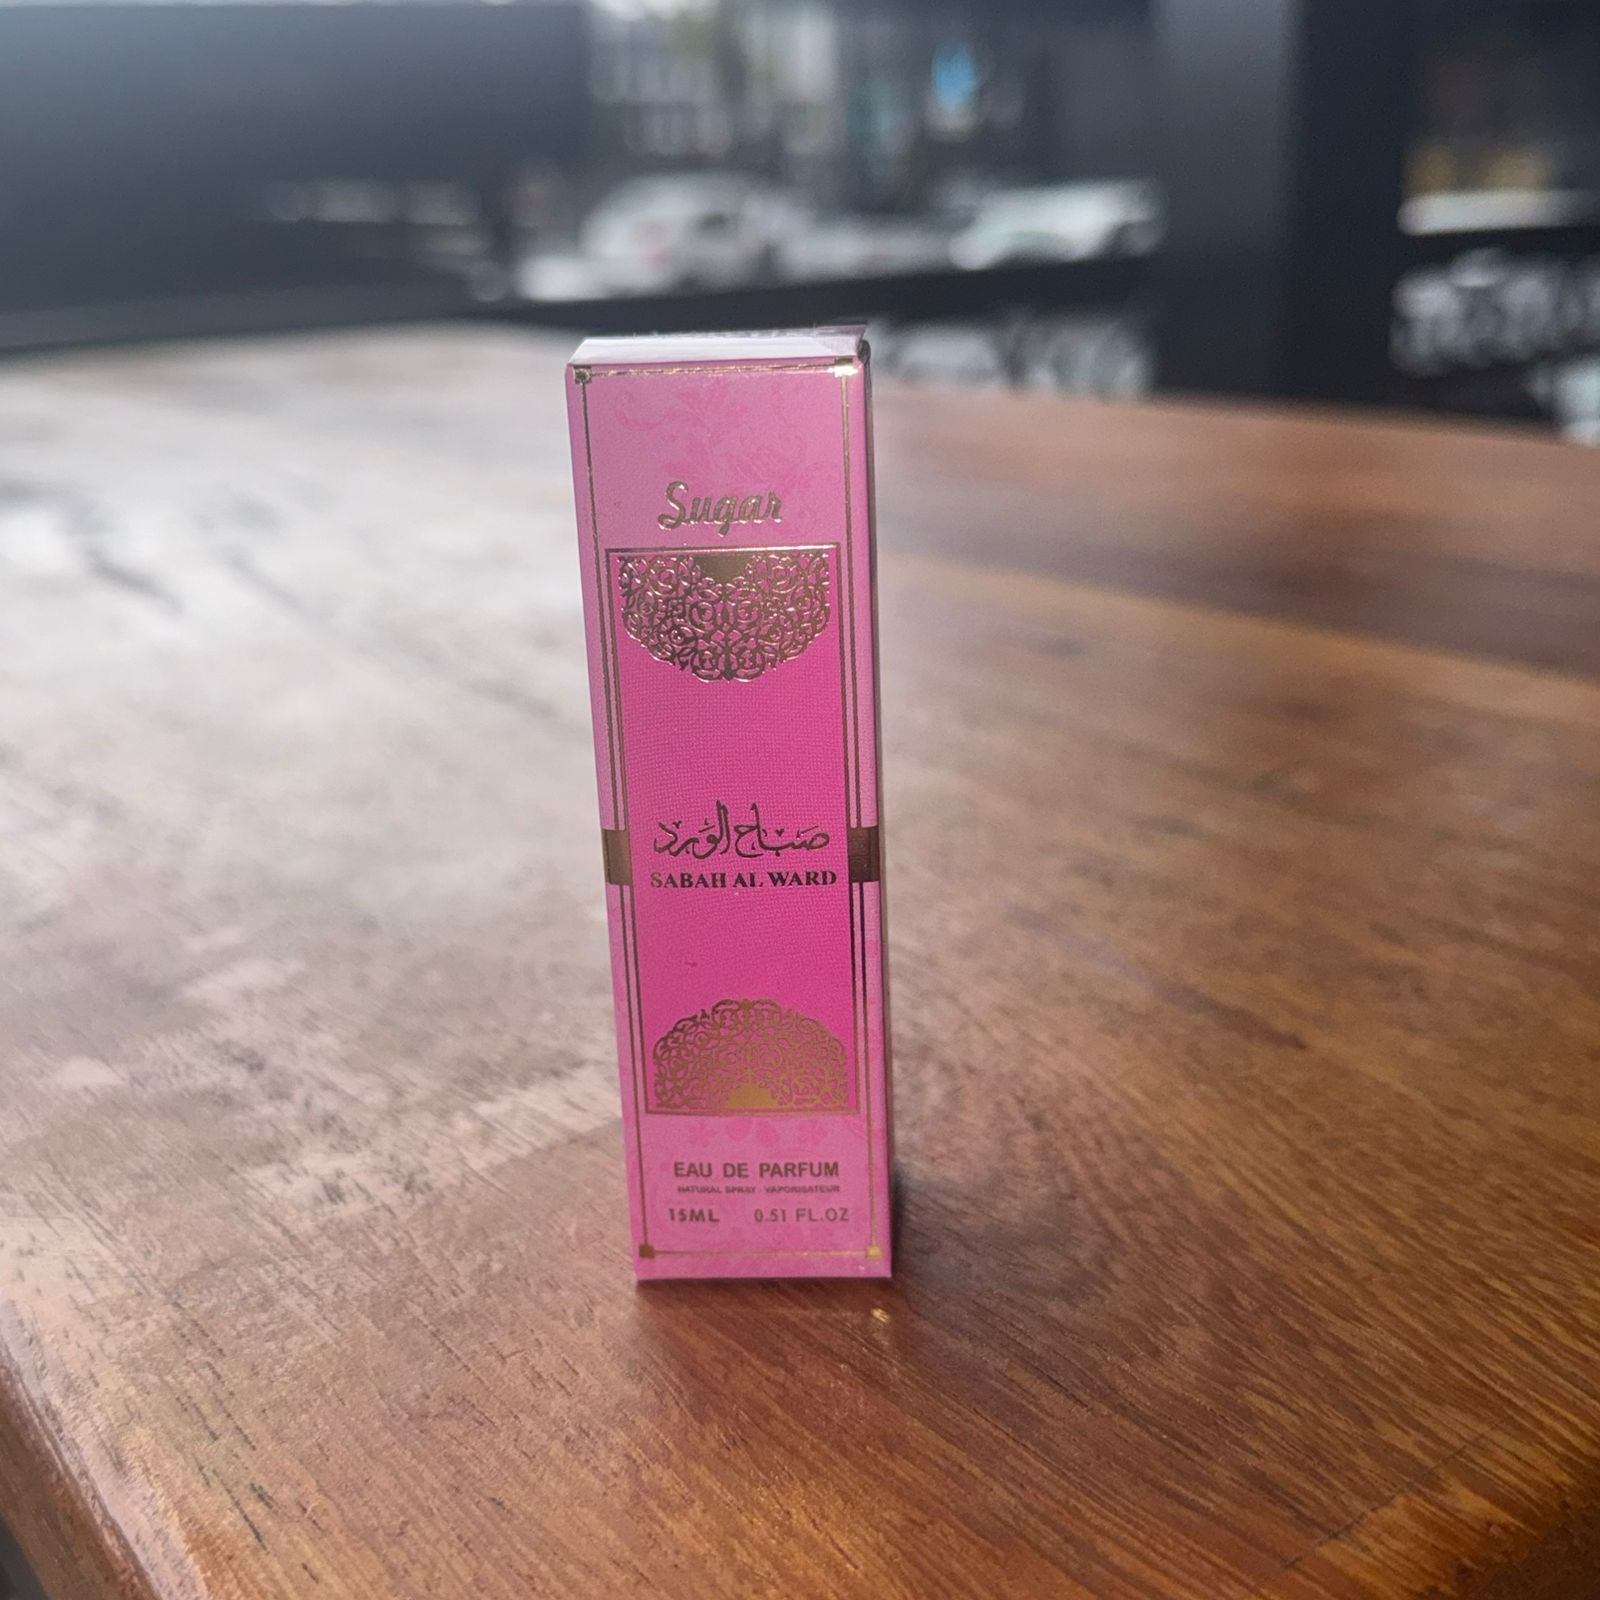 Sugar
صباح الورد
SABAH AL WARD
EAU DE PARFUM
NATURAL SPRAY - VAPORISATEUR
15ML 0.51 FL.OZ